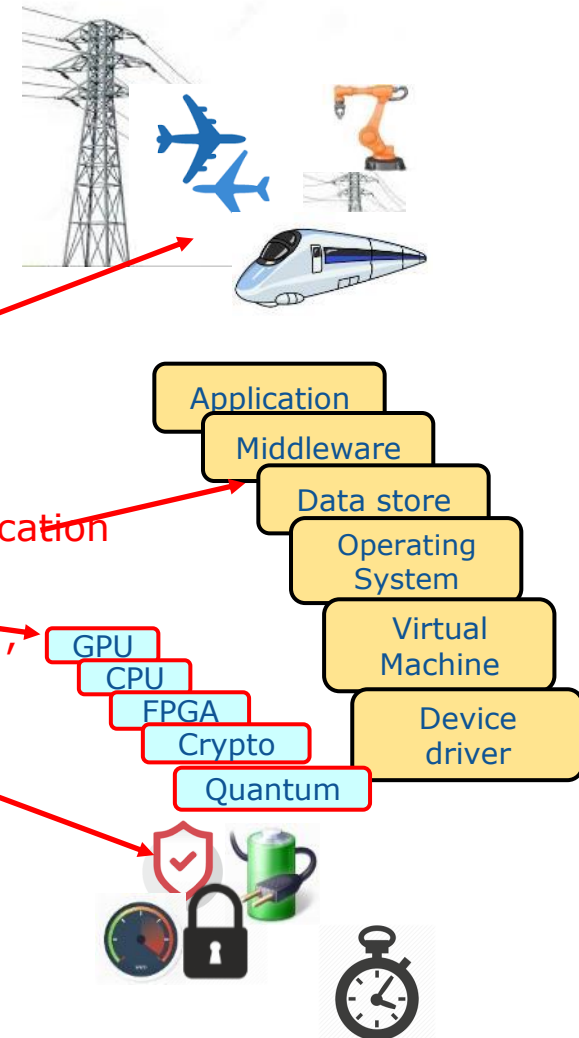 Application
Middleware
Data store
cation
Operating
System
Virtual
Machine
,
GPU
CPU
FPGA
Device
driver
Crypto
Quantum